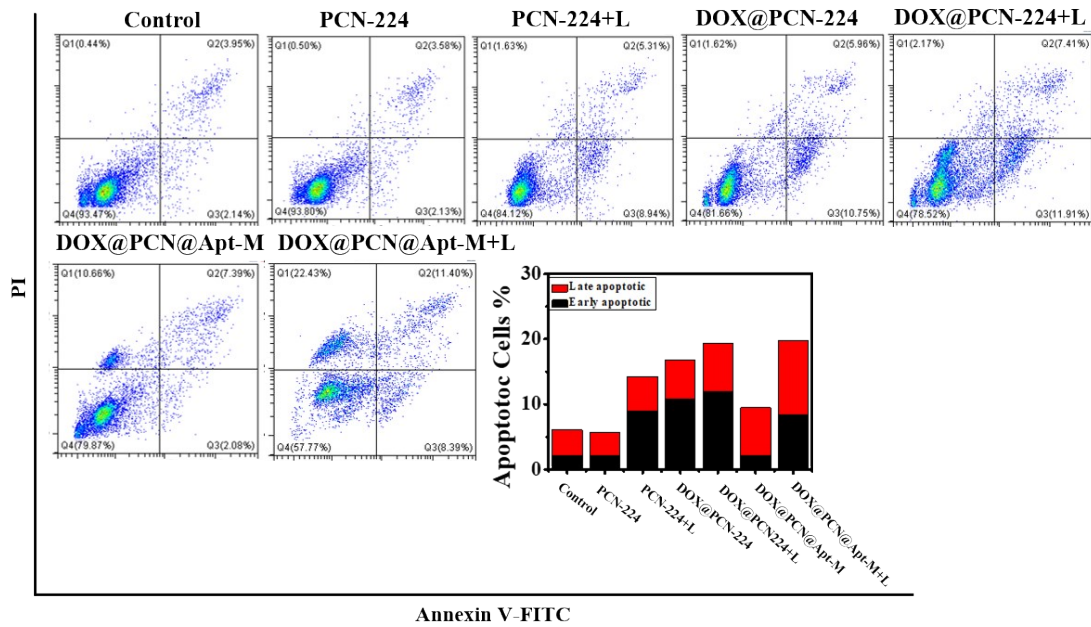 Control PCN-224 PCN-224+L DOX@PCN-224 DOX@PCN-224+L
Q1(0.44%) Q2(3.95%) Q1(0.50%) Q2(3.58%) Q1(1.63%) Q2(5.31%) Q1(1.62%) Q2(5.96%) Q1(2.17%) Q2(7.41%)
Q4(93.47%) Q3(2.14%) Q4(93.80%) Q3(2.13%) Q4(84.12%) Q3(8.94%) Q4(81.66%) Q3(10.75%) Q4(78.52%) Q3(11.91%)
DOX@PCN@Apt-M DOX@PCN@Apt-M+L
Q1(10.66%) Q2(7.39%) Q1(22.43%) Q2(11.40%)
Q4(79.87%) Q3(2.08%) Q4(57.77%) Q3(8.39%)
PI
Apoptotoc Cells %
30
20
10
0
Late apoptotic
Early apoptotic
Control
PCN-224
PCN-224+L
DOX@PCN-224
DOX@PCN224+L
DOX@PCN@Apt-M
DOX@PCN@Apt-M+L
Annexin V-FITC